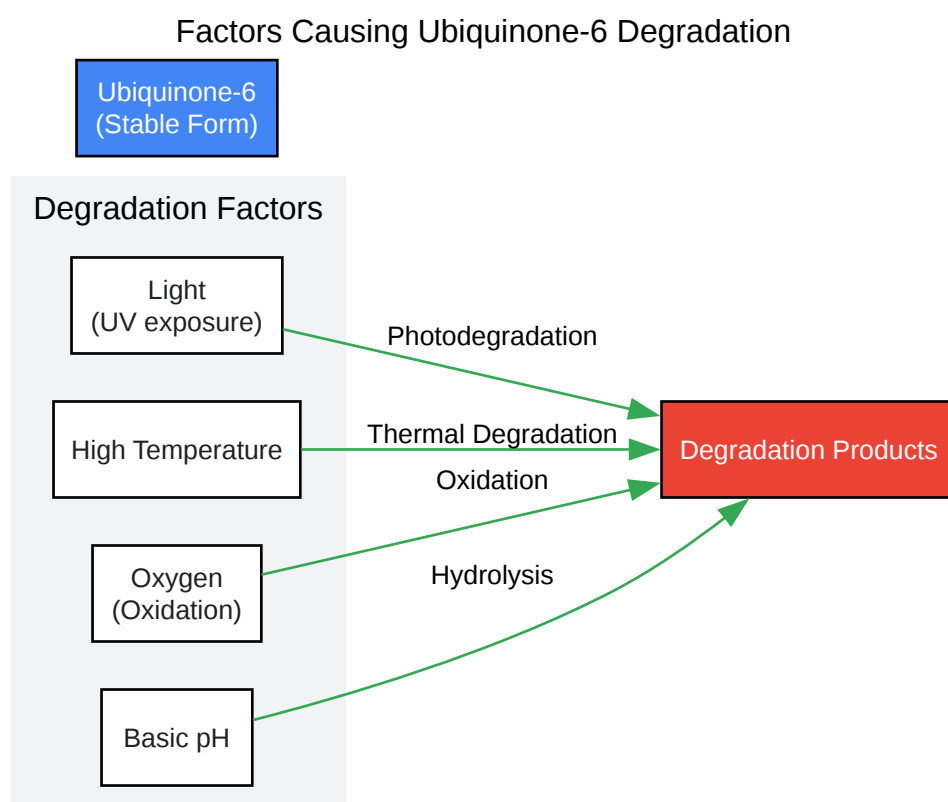 Factors Causing Ubiquinone-6 Degradation
Ubiquinone-6
(Stable Form)
Degradation Factors
Light
(UV exposure)
Photodegradation
High Temperature
Thermal Degradation
Degradation Products
Oxidation
Oxygen
(Oxidation)
Hydrolysis
Basic pH